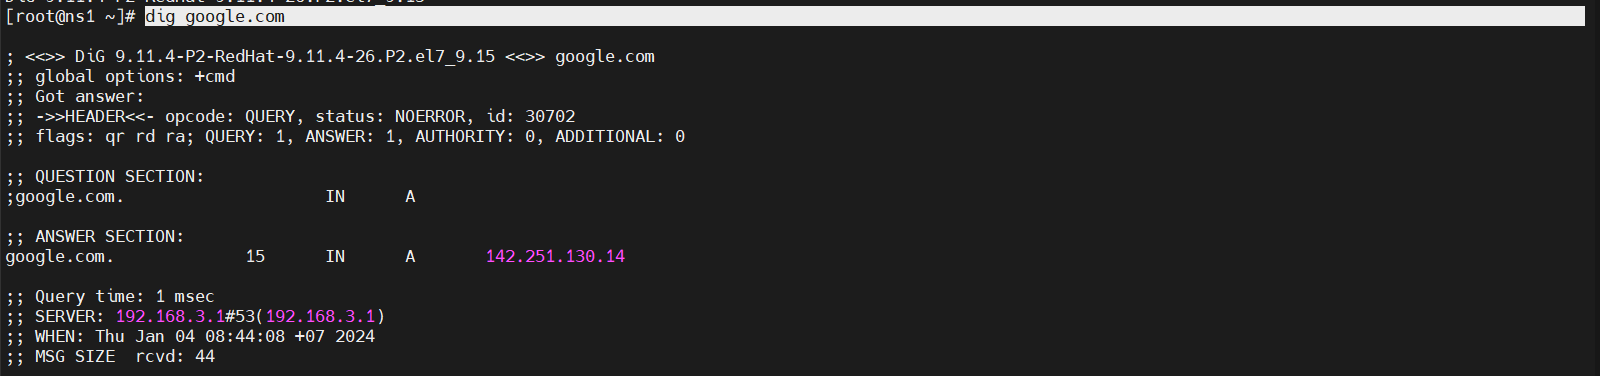 [root@ns1 ~]# dig google.com
; <<>> DiG 9.11.4-P2-RedHat-9.11.4-26.P2.el7_9.15 <<>> google.com
;; global options: +cmd
;; Got answer:
;; ->>HEADER<<- opcode: QUERY, status: NOERROR, id: 30702
;; flags: qr rd ra; QUERY: 1, ANSWER: 1, AUTHORITY: 0, ADDITIONAL: 0
;; QUESTION SECTION:
;google.com. IN A
;; ANSWER SECTION:
google.com. 15 IN A 142.251.130.14
;; Query time: 1 msec
;; SERVER: 192.168.3.1#53(192.168.3.1)
;; WHEN: Thu Jan 04 08:44:08 +07 2024
;; MSG SIZE rcvd: 44